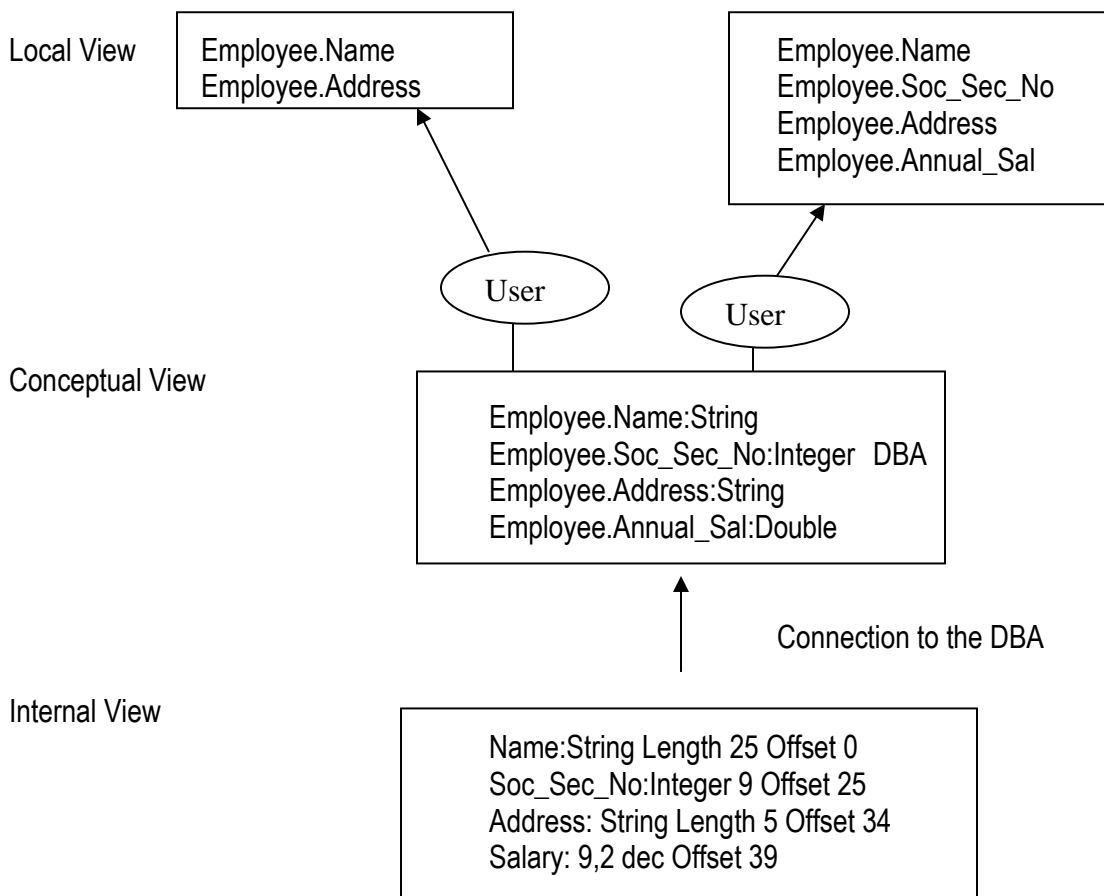 Local View
Employee.Name
Employee.Address
Employee.Name
Employee.Soc_Sec_No
Employee.Address
Employee.Annual_Sal
User
User
Conceptual View
Employee.Name:String
Employee.Soc_Sec_No:Integer DBA
Employee.Address:String
Employee.Annual_Sal:Double
Connection to the DBA
Internal View
Name:String Length 25 Offset 0
Soc_Sec_No:Integer 9 Offset 25
Address: String Length 5 Offset 34
Salary: 9,2 dec Offset 39